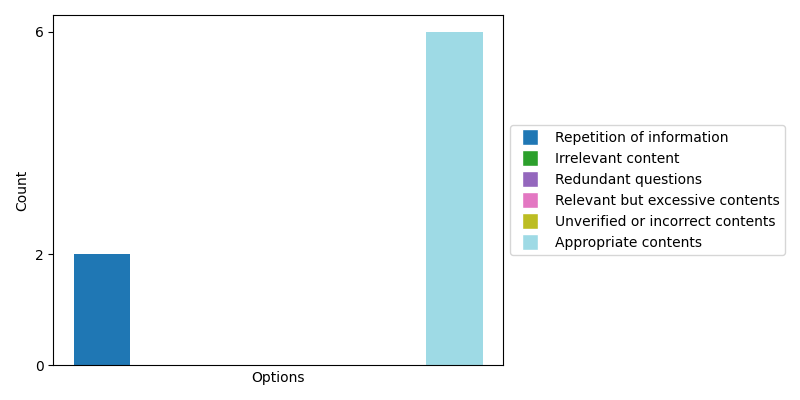 6
2
0
Count
Options
Repetition of information
Irrelevant content
Redundant questions
Relevant but excessive contents
Unverified or incorrect contents
Appropriate contents